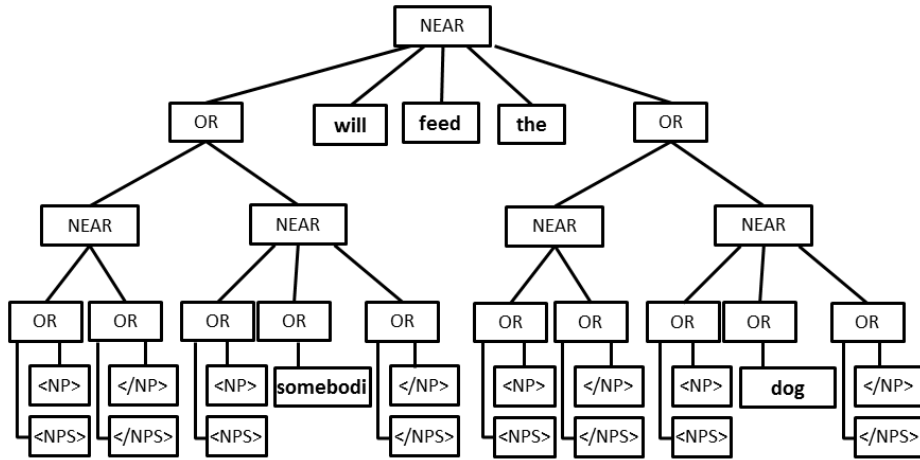 NEAR
OR will feed the OR
NEAR NEAR NEAR NEAR
OR OR OR OR OR OR OR OR OR OR
<NP> </NP> <NP> somebodi </NP> <NP> </NP> <NP> dog </NP>
<NPS> </NPS> <NPS> </NPS> <NPS> </NPS> <NPS> </NPS>